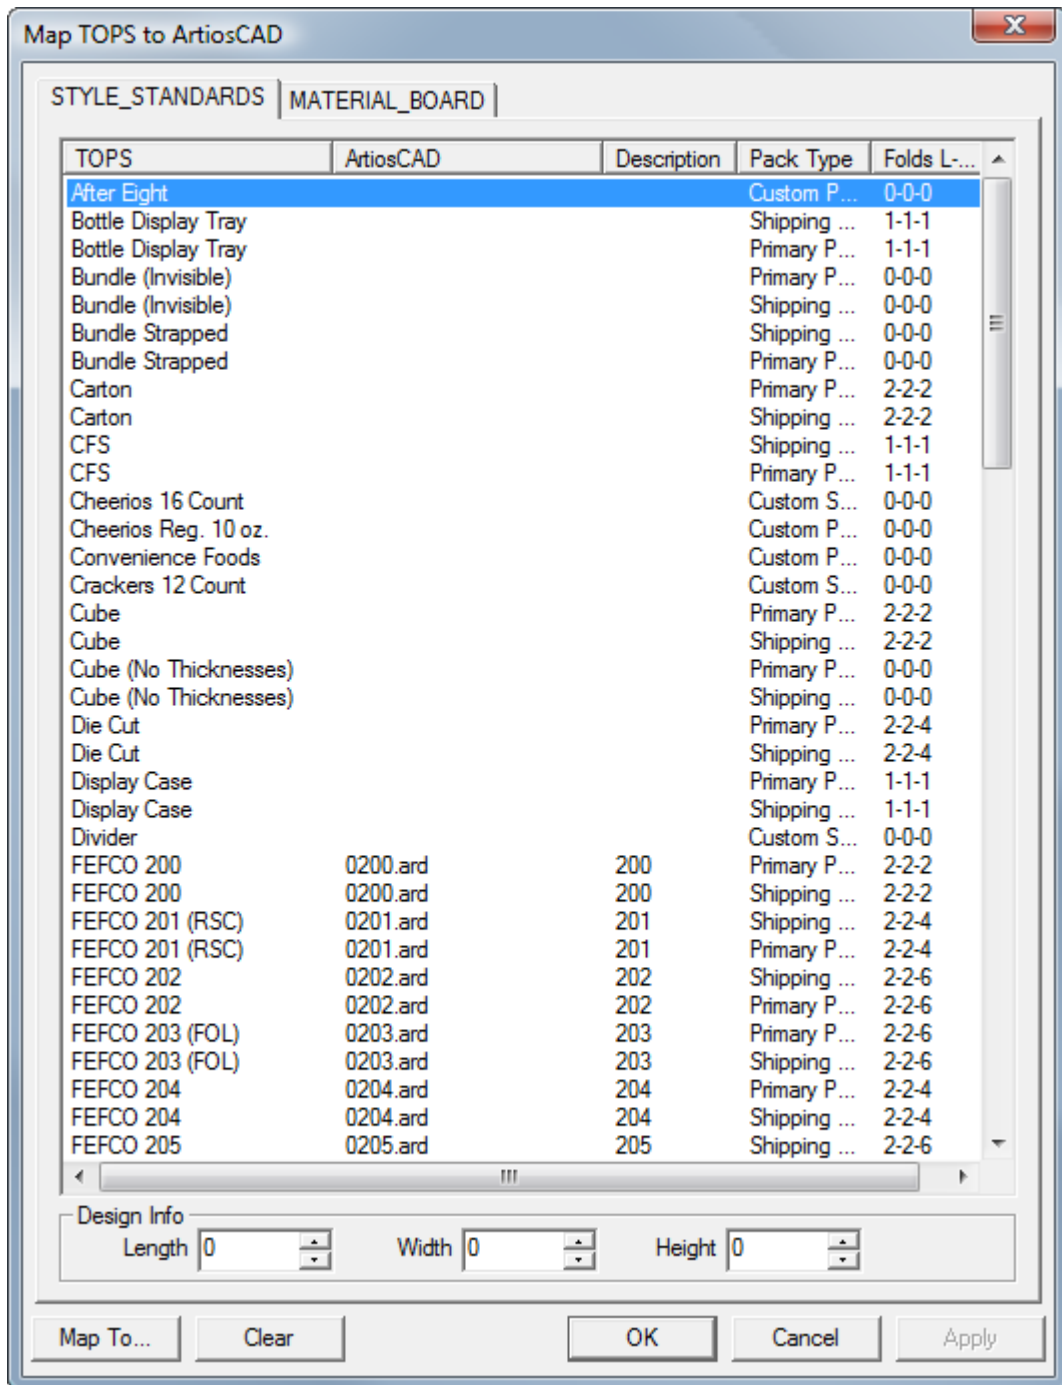 Map TOPS to ArtiosCAD
STYLE_STANDARDS MATERIAL_BOARD
TOPS ArtiosCAD Description Pack Type Folds L-...
After Eight Custom P... 0-0-0
Bottle Display Tray Shipping ... 1-1-1
Bottle Display Tray Primary P... 1-1-1
Bundle (Invisible) Primary P... 0-0-0
Bundle (Invisible) Shipping ... 0-0-0
Bundle Strapped Shipping ... 0-0-0
Bundle Strapped Primary P... 0-0-0
Carton Primary P... 2-2-2
Carton Shipping ... 2-2-2
CFS Shipping ... 1-1-1
CFS Primary P... 1-1-1
Cheerios 16 Count Custom S... 0-0-0
Cheerios Reg. 10 oz. Custom P... 0-0-0
Convenience Foods Custom P... 0-0-0
Crackers 12 Count Custom S... 0-0-0
Cube Primary P... 2-2-2
Cube Shipping ... 2-2-2
Cube (No Thicknesses) Primary P... 0-0-0
Cube (No Thicknesses) Shipping ... 0-0-0
Die Cut Primary P... 2-2-4
Die Cut Shipping ... 2-2-4
Display Case Primary P... 1-1-1
Display Case Shipping ... 1-1-1
Divider Custom S... 0-0-0
FEFCO 200 0200.ard 200 Primary P... 2-2-2
FEFCO 200 0200.ard 200 Shipping ... 2-2-2
FEFCO 201 (RSC) 0201.ard 201 Shipping ... 2-2-4
FEFCO 201 (RSC) 0201.ard 201 Primary P... 2-2-4
FEFCO 202 0202.ard 202 Shipping ... 2-2-6
FEFCO 202 0202.ard 202 Primary P... 2-2-6
FEFCO 203 (FOL) 0203.ard 203 Primary P... 2-2-6
FEFCO 203 (FOL) 0203.ard 203 Shipping ... 2-2-6
FEFCO 204 0204.ard 204 Primary P... 2-2-4
FEFCO 204 0204.ard 204 Shipping ... 2-2-4
FEFCO 205 0205.ard 205 Shipping ... 2-2-6
Design Info
Length 0 Width 0 Height 0
Map To... Clear OK Cancel Apply